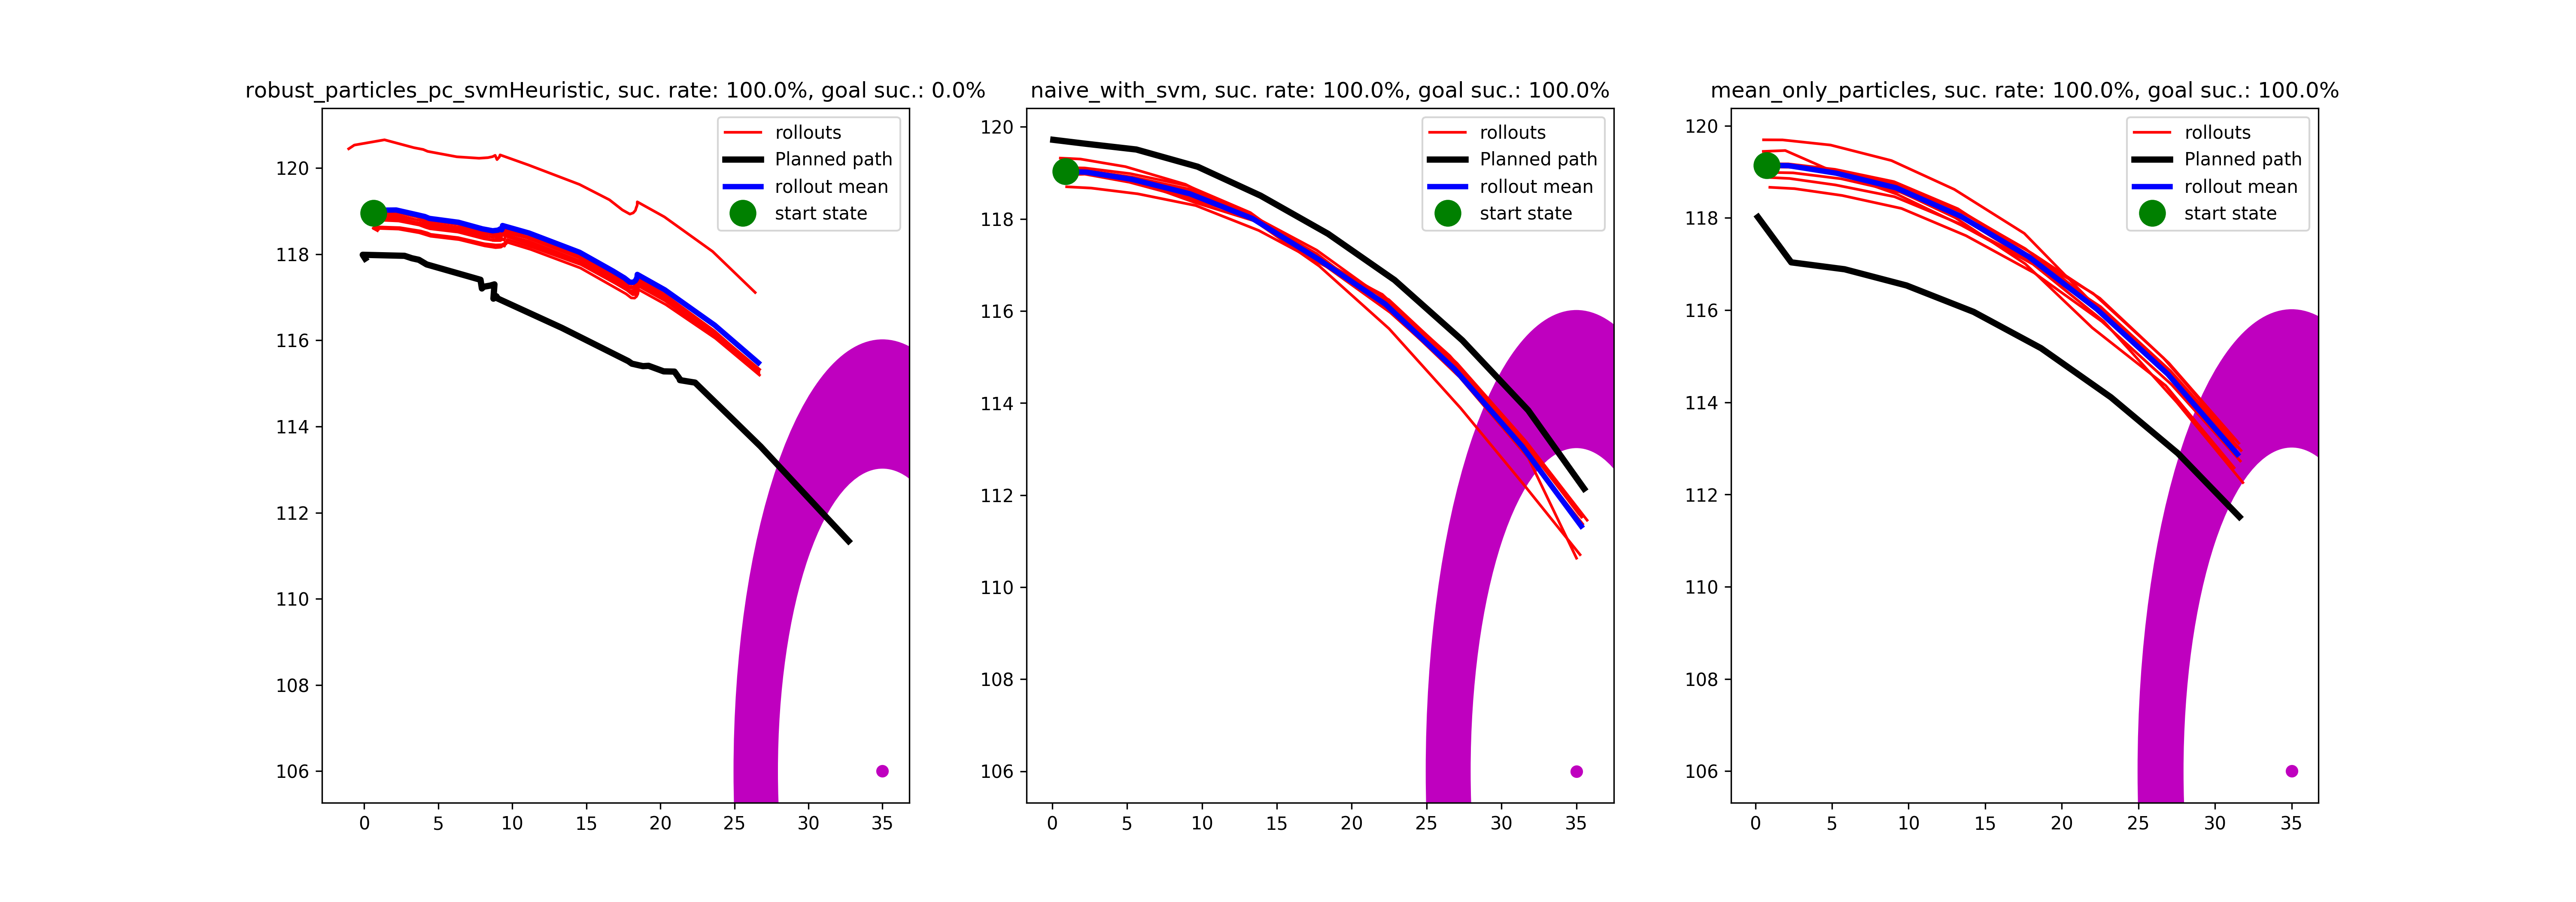 robust_particles_pc_svmHeuristic, suc. rate: 100.0%, goal suc.: 0.0%
rollouts
Planned path
rollout mean
start state
120
118
116
114
112
110
108
106
0 5 10 15 20 25 30 35
naive_with_svm, suc. rate: 100.0%, goal suc.: 100.0%
rollouts
Planned path
rollout mean
start state
120
118
116
114
112
110
108
106
0 5 10 15 20 25 30 35
mean_only_particles, suc. rate: 100.0%, goal suc.: 100.0%
rollouts
Planned path
rollout mean
start state
120
118
116
114
112
110
108
106
0 5 10 15 20 25 30 35